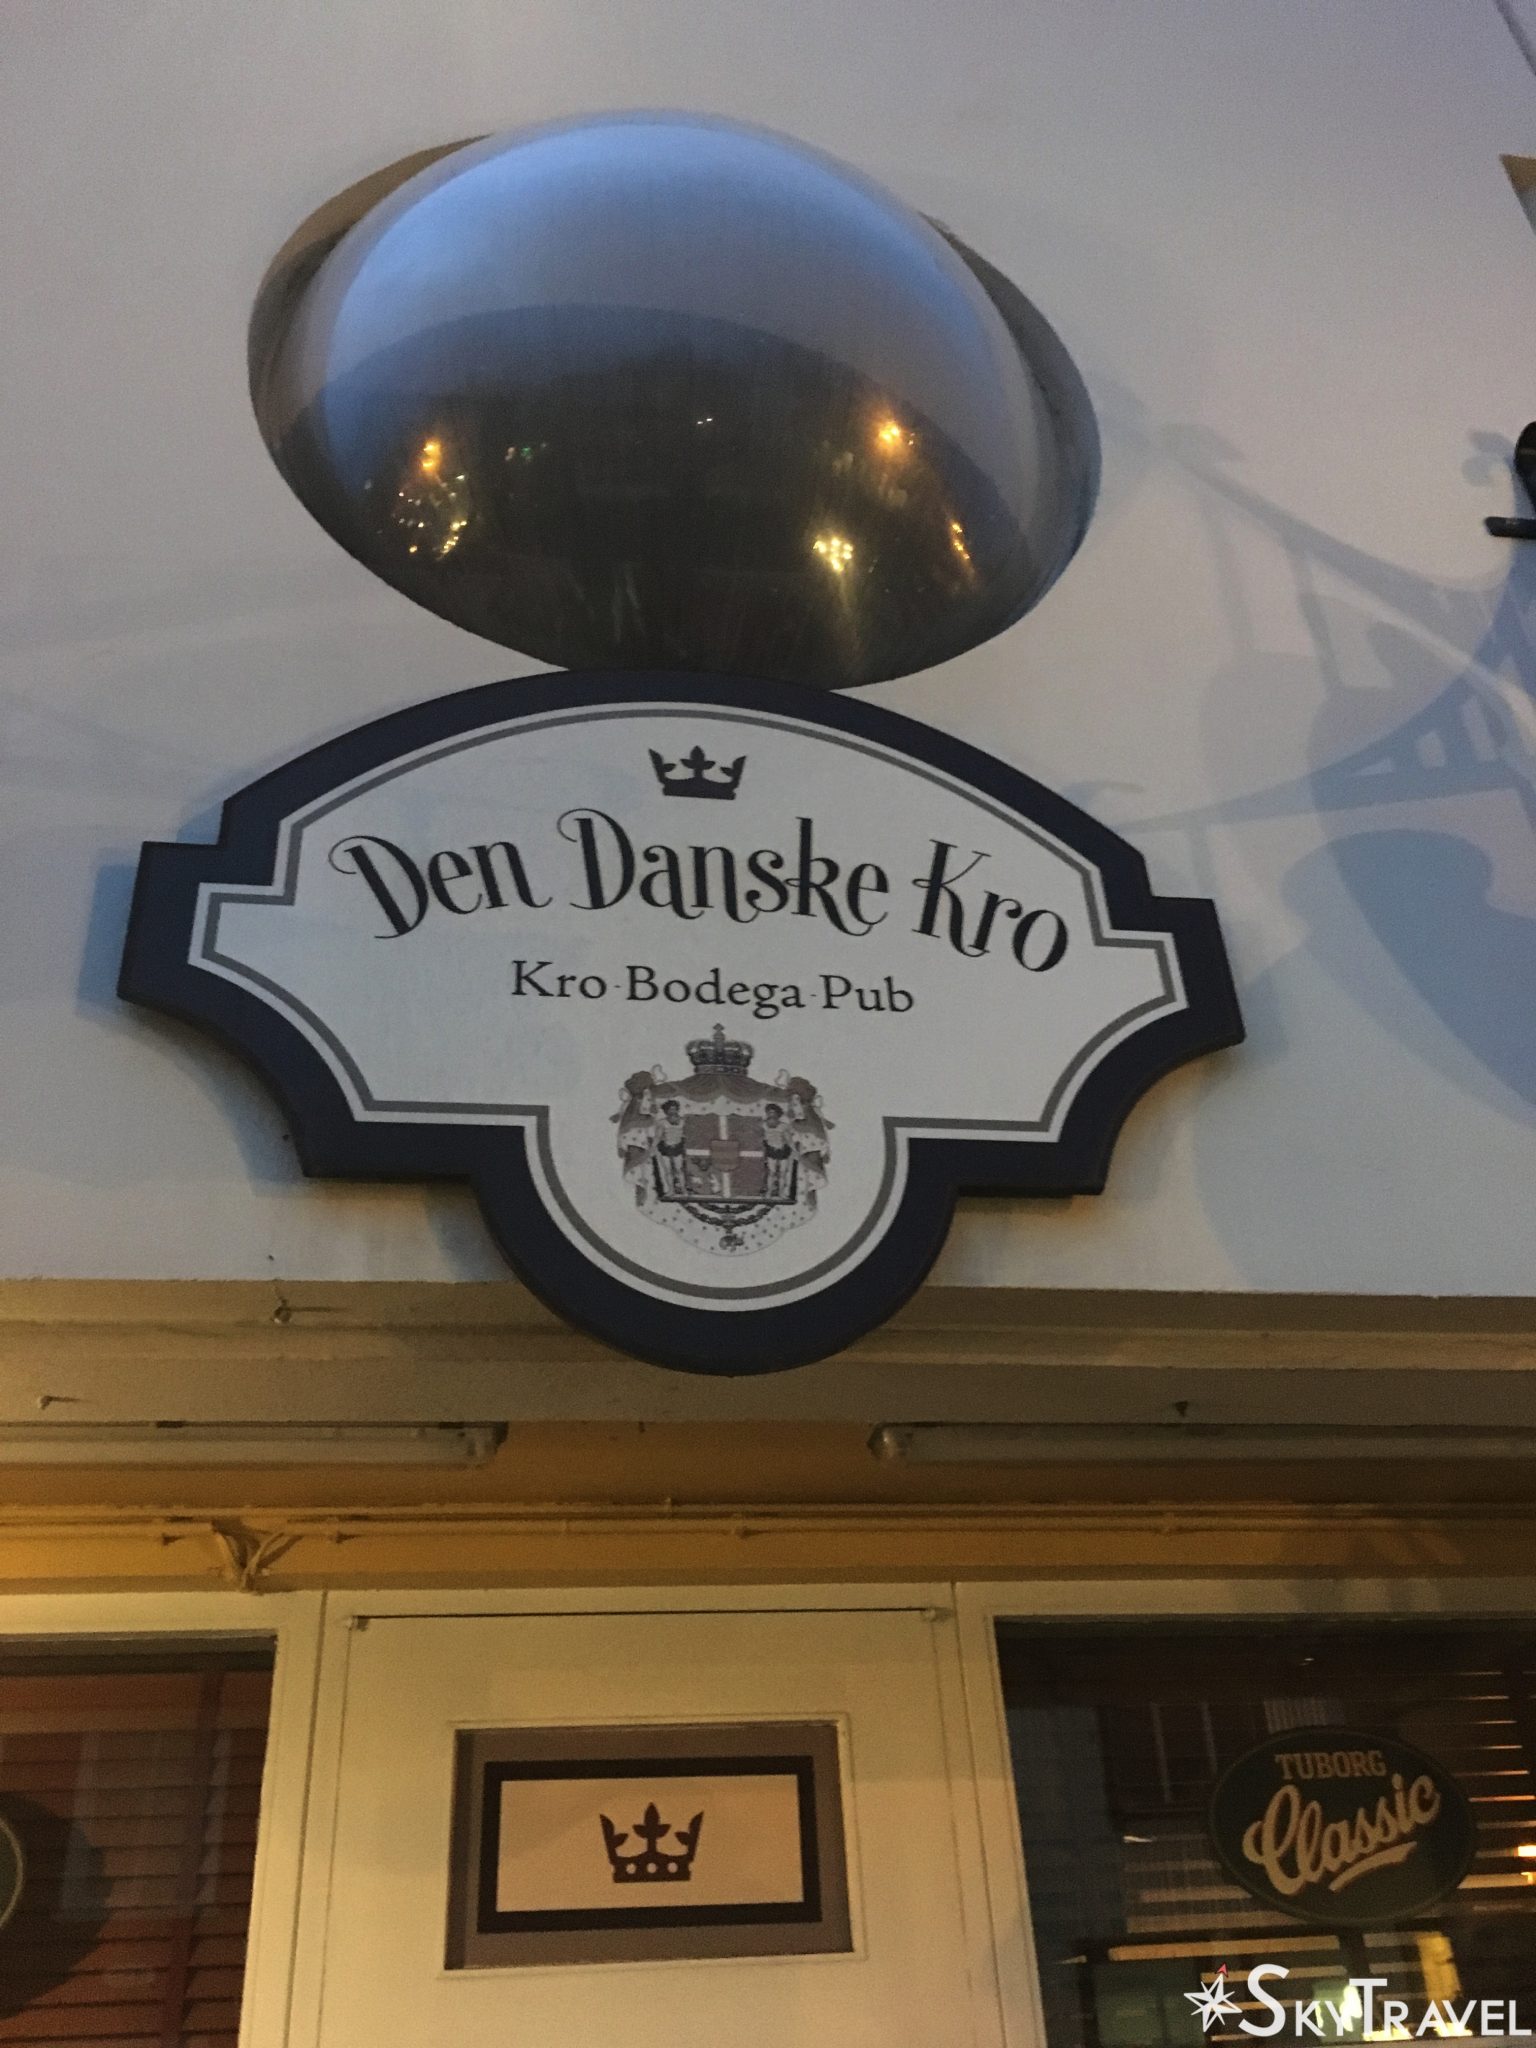 Den Danske Kro
Kro-Bodega-Pub
TUBORG
Classic
SKYTRAVEL